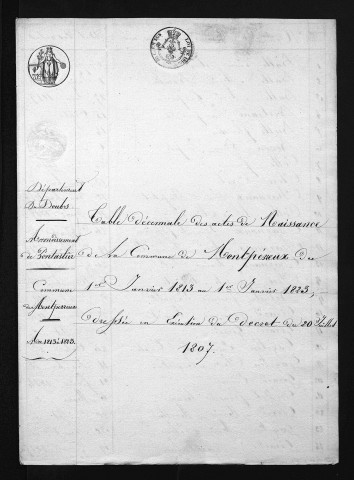 Département
Du Doubs
Arrondissement
de Pontarlier
Commune
de Montperreux
An 1813 à 1823
Table décennale des actes de Naissance
de la Commune de Montpéreux du
1er Janvier 1813 au 1er Janvier 1823,
Dressée en Exécution du Décret du 20 Juillet
1807.